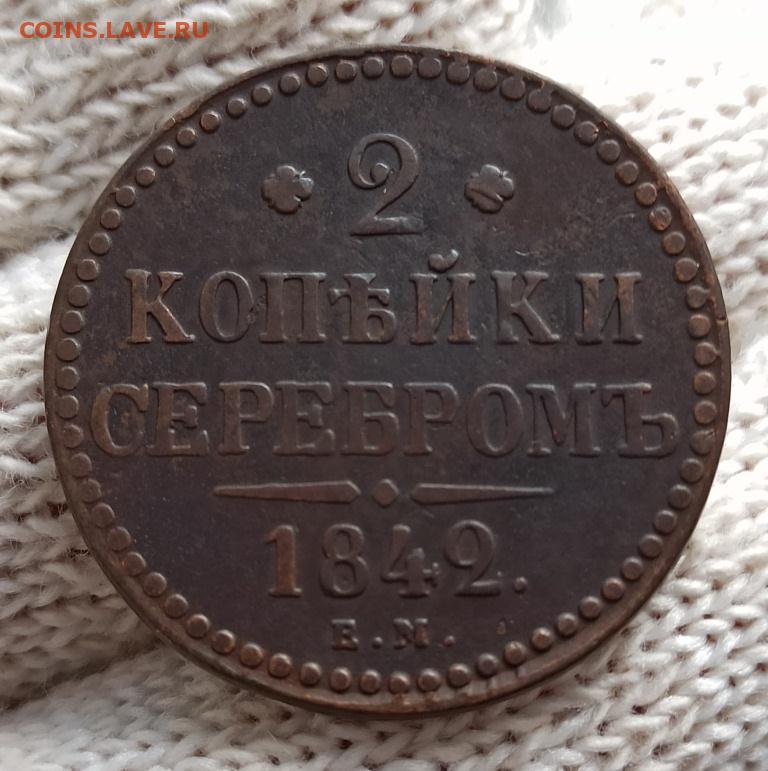 COINS.LAVE.RU
2
КОПѢЙКИ
СЕРЕБРОМЪ
1842.
Е.М.